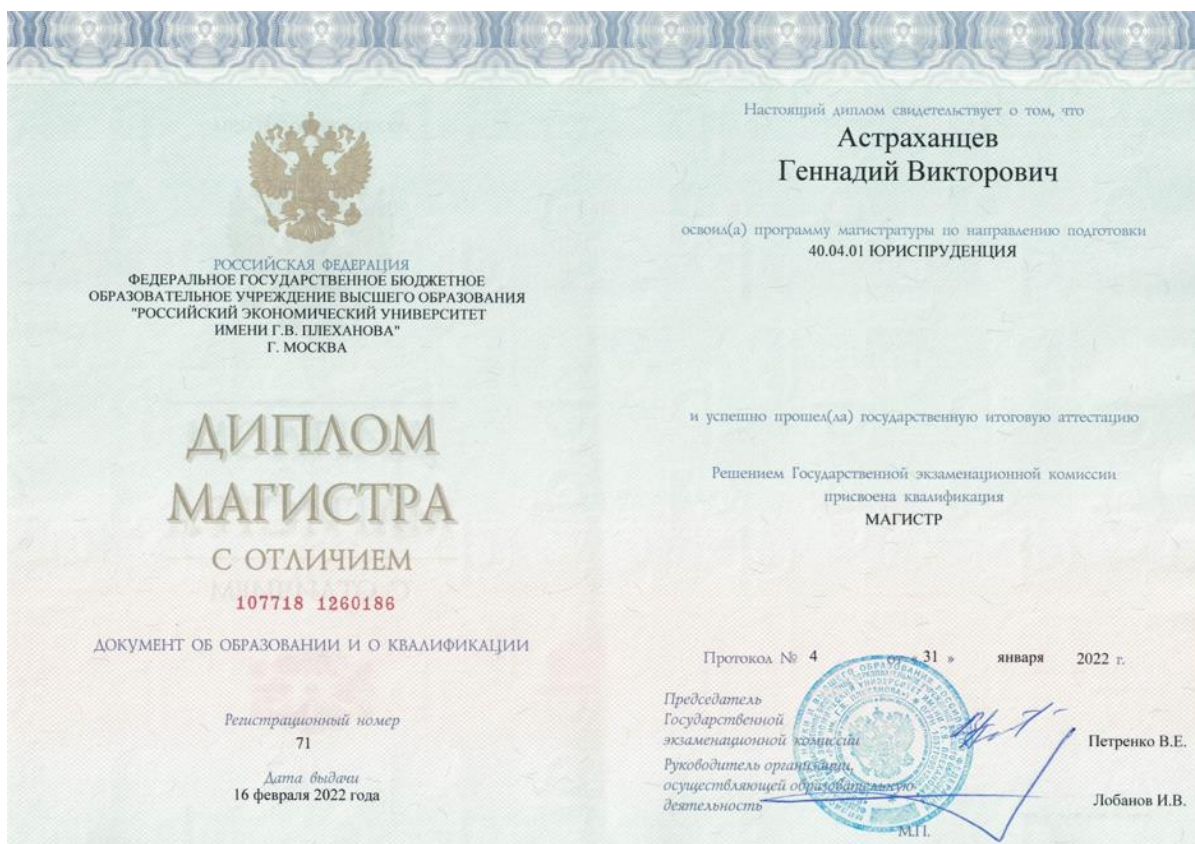 РОССИЙСКАЯ ФЕДЕРАЦИЯ
ФЕДЕРАЛЬНОЕ ГОСУДАРСТВЕННОЕ БЮДЖЕТНОЕ
ОБРАЗОВАТЕЛЬНОЕ УЧРЕЖДЕНИЕ ВЫСШЕГО ОБРАЗОВАНИЯ
"РОССИЙСКИЙ ЭКОНОМИЧЕСКИЙ УНИВЕРСИТЕТ
ИМЕНИ Г.В. ПЛЕХАНОВА"
Г. МОСКВА
ДИПЛОМ
МАГИСТРА
С ОТЛИЧИЕМ
107718 1260186
ДОКУМЕНТ ОБ ОБРАЗОВАНИИ И О КВАЛИФИКАЦИИ
Регистрационный номер
71
Дата выдачи
16 февраля 2022 года
Настоящий диплом свидетельствует о том, что
Астраханцев
Геннадий Викторович
освоил(а) программу магистратуры по направлению подготовки
40.04.01 ЮРИСПРУДЕНЦИЯ
и успешно прошел(ла) государственную итоговую аттестацию
Решением Государственной экзаменационной комиссии
присвоена квалификация
МАГИСТР
Протокол № 4 от « 31 » января 2022 г.
Председатель
Государственной
экзаменационной комиссии
Петренко В.Е.
Руководитель организации,
осуществляющей образовательную
деятельность
Лобанов И.В.
М.П.